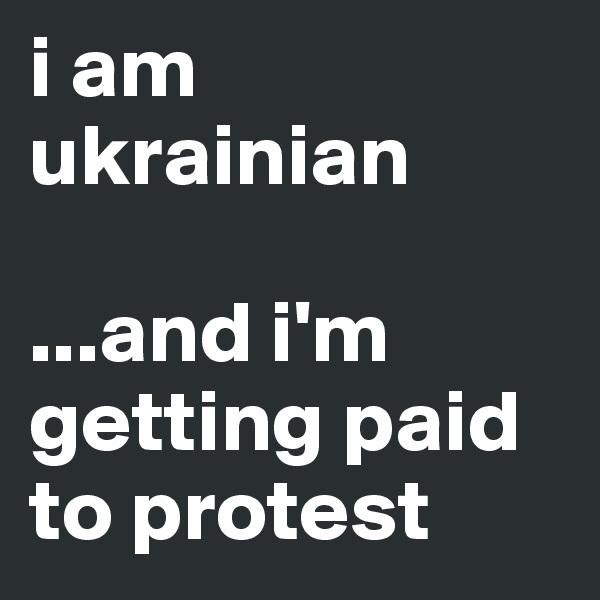 i am
ukrainian
...and i'm
getting paid
to protest